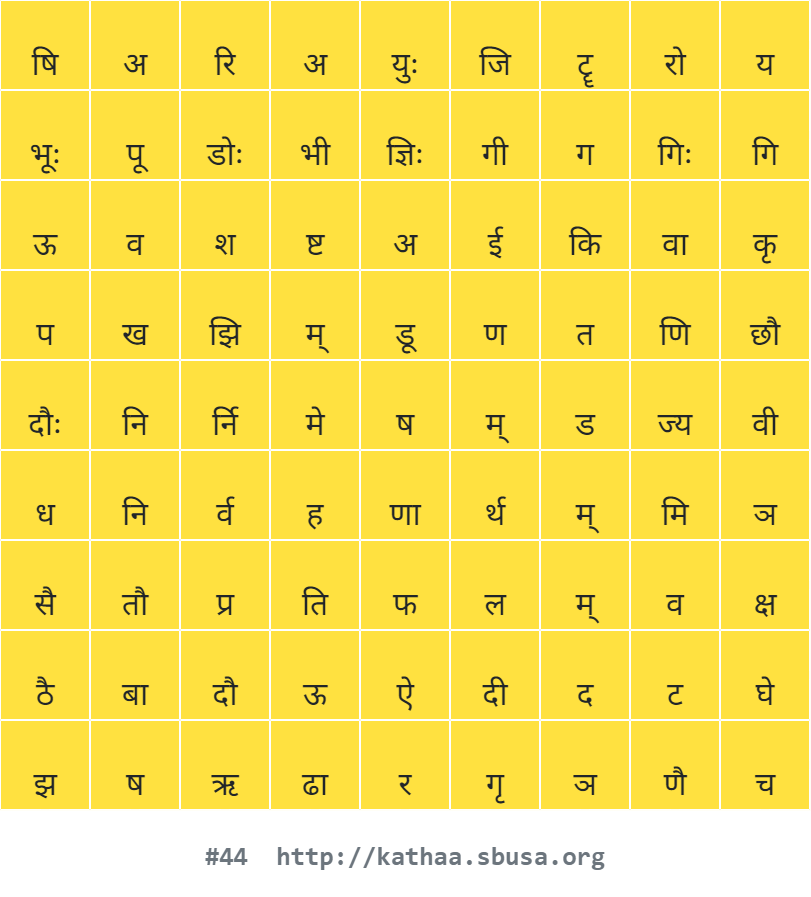 षि अ रि अ युः जि टॄ रो य
भूः पू डोः भी ज्ञिः गी ग गिः गि
ऊ व श ष्ट अ ई कि वा कृ
प ख झि म् डू ण त णि छौ
दौः नि र्नि मे ष म् ड ज्य वी
ध नि र्व ह णा र्थ म् मि ञ
सै तौ प्र ति फ ल म् व क्ष
ठै बा दौ ऊ ऐ दी द ट घे
झ ष ऋ ढा र गृ ञ णै च
#44 http://kathaa.sbusa.org